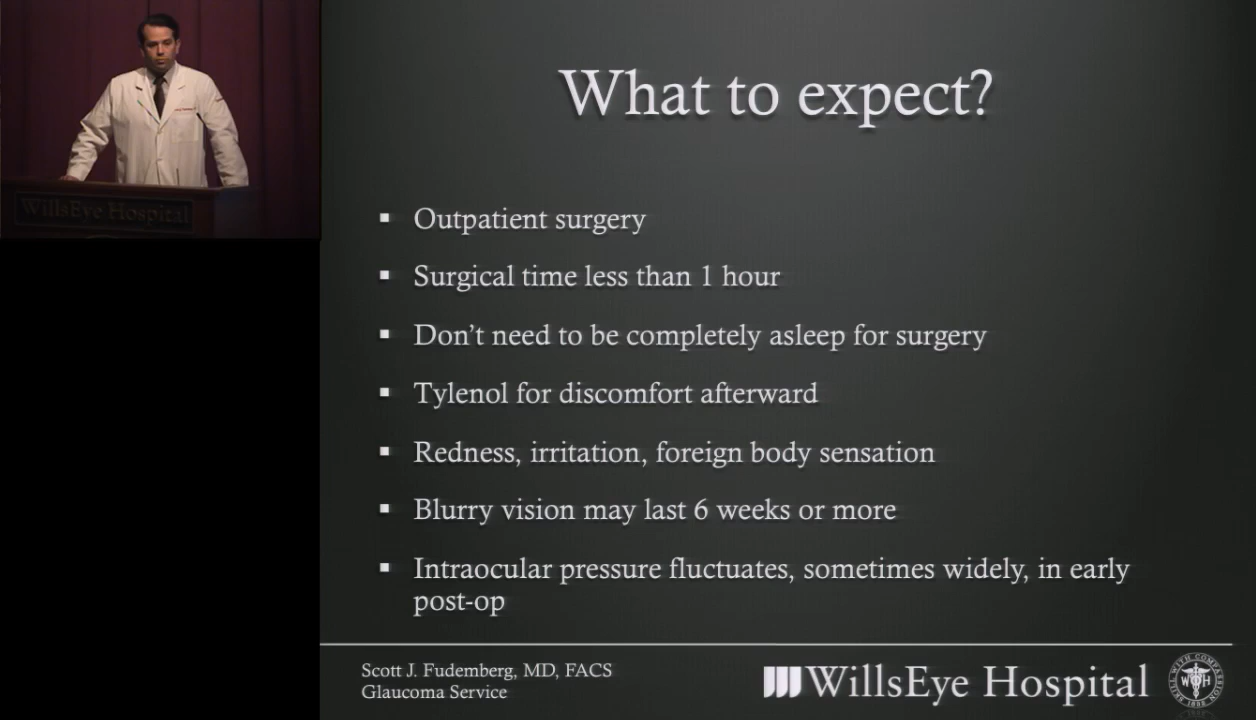 What to expect?
Outpatient surgery
Surgical time less than 1 hour
Don't need to be completely asleep for surgery
Tylenol for discomfort afterward
Redness, irritation, foreign body sensation
Blurry vision may last 6 weeks or more
Intraocular pressure fluctuates, sometimes widely, in early
post-op
Scott J. Fudemberg, MD, FACS
Glaucoma Service
WillsEye Hospital
WillsEye Hospital